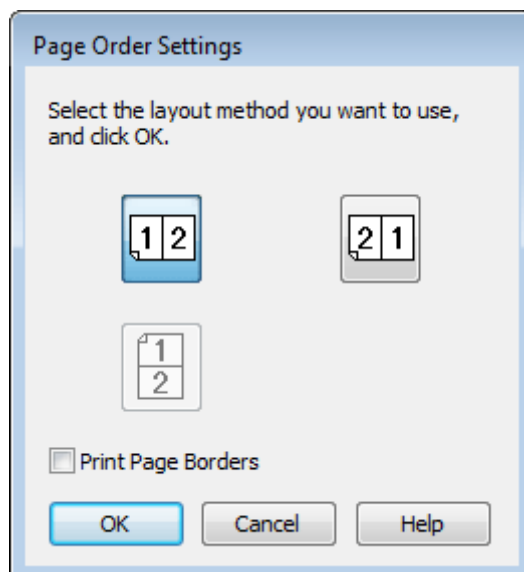 Page Order Settings
Select the layout method you want to use,
and click OK.
1 2
2 1
1
2
Print Page Borders
OK Cancel Help